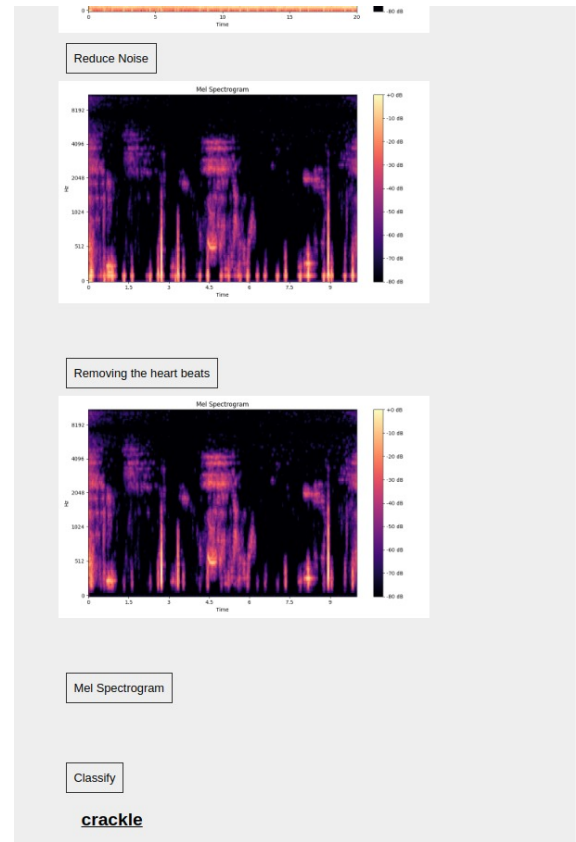 0
-80 dB
0 5 10 15 20
Time
Reduce Noise
Mel Spectrogram
+0 dB
8192
-10 dB
4096
-20 dB
-30 dB
2048
Hz
-40 dB
1024
-50 dB
-60 dB
512
-70 dB
0
-80 dB
0 1.5 3 4.5 6 7.5 9
Time
Removing the heart beats
Mel Spectrogram
+0 dB
8192
-10 dB
4096
-20 dB
-30 dB
2048
Hz
-40 dB
1024
-50 dB
-60 dB
512
-70 dB
0
-80 dB
0 1.5 3 4.5 6 7.5 9
Time
Mel Spectrogram
Classify
crackle